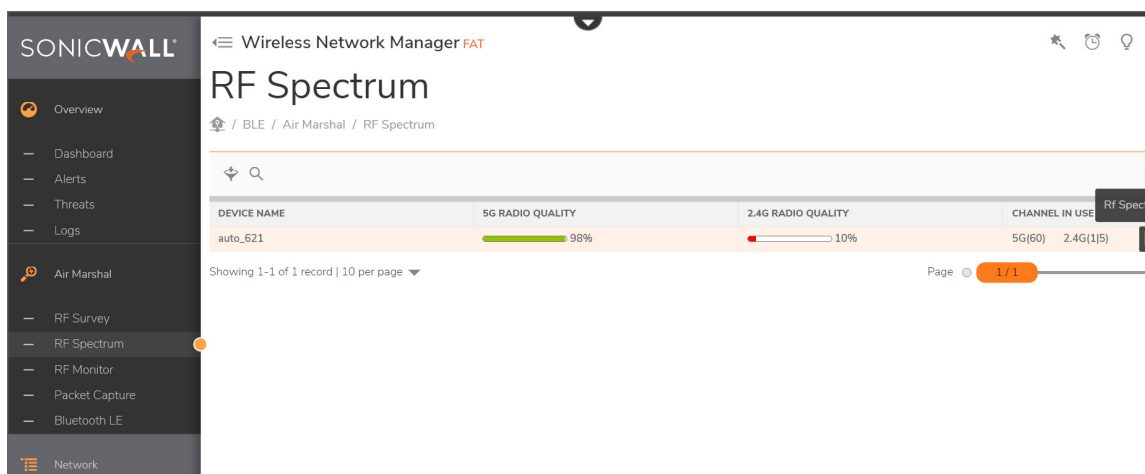 SONICWALL
Overview
Dashboard
Alerts
Threats
Logs
Air Marshal
RF Survey
RF Spectrum
RF Monitor
Packet Capture
Bluetooth LE
Network
Wireless Network Manager FAT
RF Spectrum
/ BLE / Air Marshal / RF Spectrum
Rf Spec
DEVICE NAME 5G RADIO QUALITY 2.4G RADIO QUALITY CHANNEL IN USE
auto_621 98% 10% 5G(60) 2.4G(1|5)
Showing 1-1 of 1 record | 10 per page Page 1 / 1